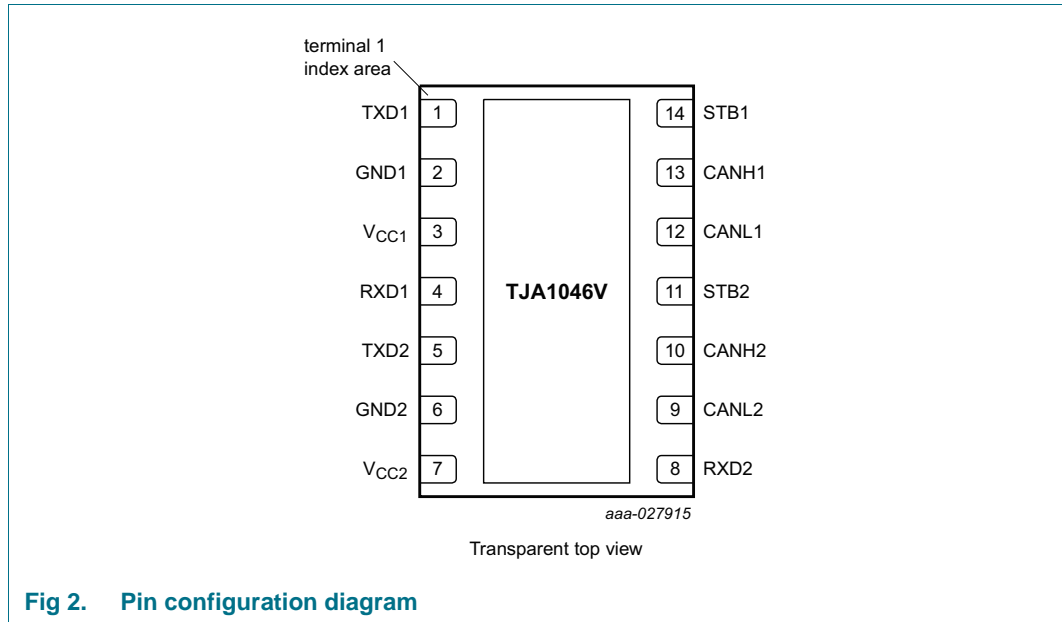 terminal 1
index area
TXD1 1 14 STB1
GND1 2 13 CANH1
VCC1 3 12 CANL1
RXD1 4 TJA1046V 11 STB2
TXD2 5 10 CANH2
GND2 6 9 CANL2
VCC2 7 8 RXD2
aaa-027915
Transparent top view
Fig 2. Pin configuration diagram